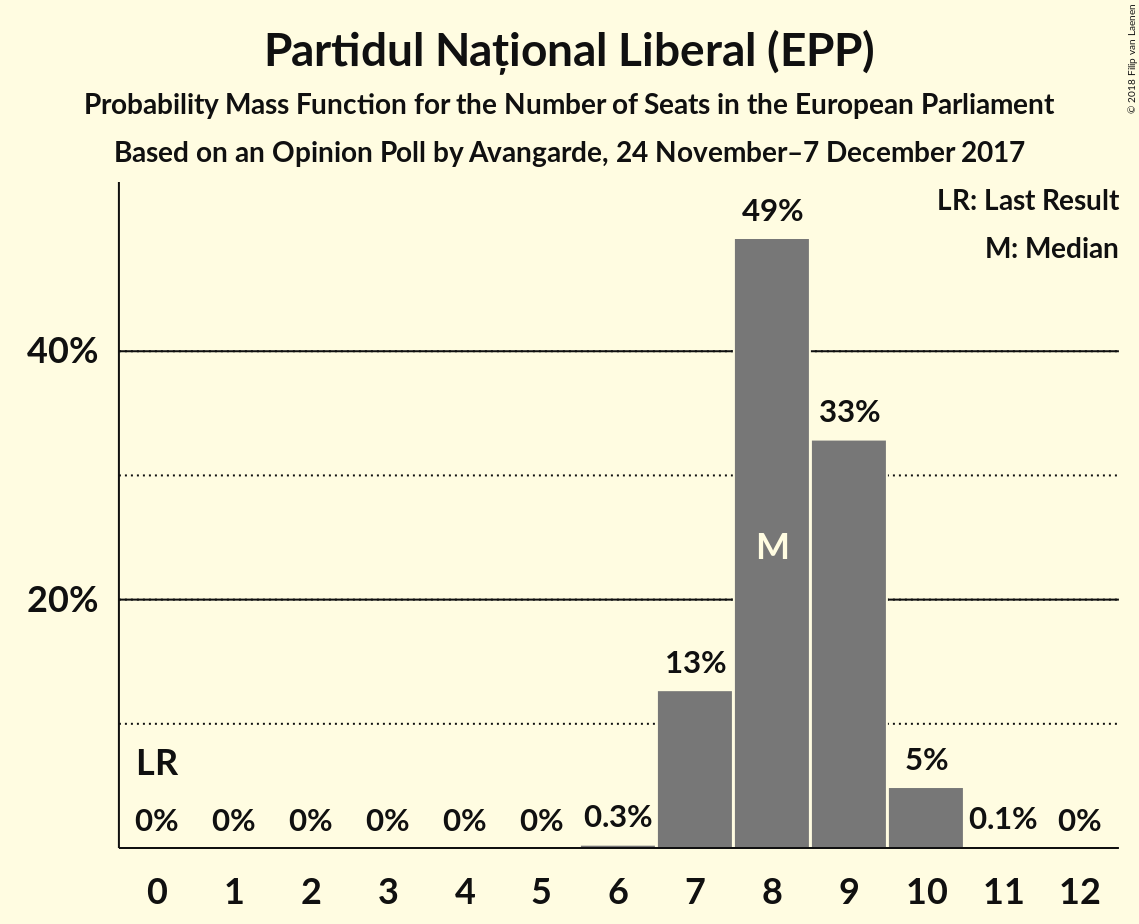 Partidul Național Liberal (EPP)
Probability Mass Function for the Number of Seats in the European Parliament
Based on an Opinion Poll by Avangarde, 24 November–7 December 2017
© 2018 Filip van Laenen
LR: Last Result
M: Median
49%
40%
33%
M
20%
13%
LR
5%
0% 0% 0% 0% 0% 0% 0.3% 0.1% 0%
0 1 2 3 4 5 6 7 8 9 10 11 12